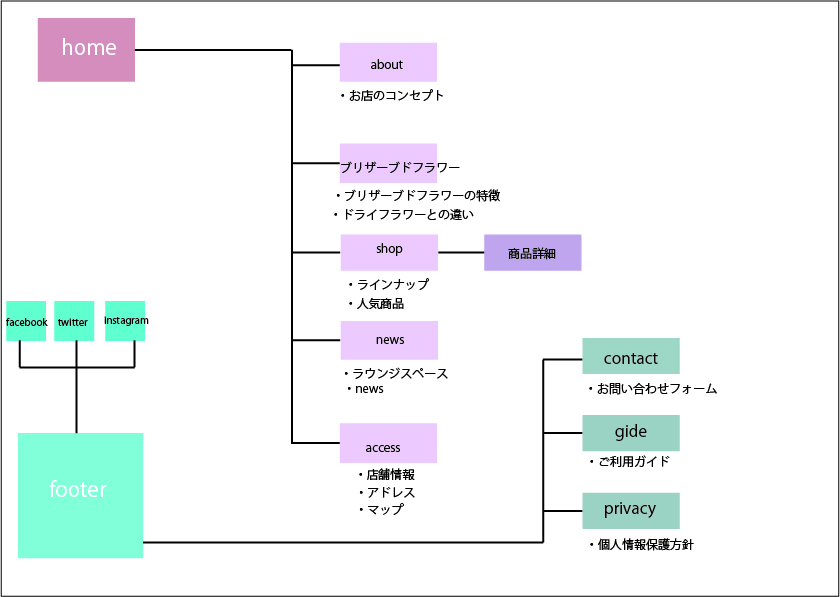 home
about
・お店のコンセプト
ブリザーブドフラワー
・ブリザーブドフラワーの特徴
・ドライフラワーとの違い
shop
商品詳細
・ラインナップ
・人気商品
news
・ラウンジスペース
・news
access
・店舗情報
・アドレス
・マップ
facebook
twitter
instagram
footer
contact
・お問い合わせフォーム
gide
・ご利用ガイド
privacy
・個人情報保護方針